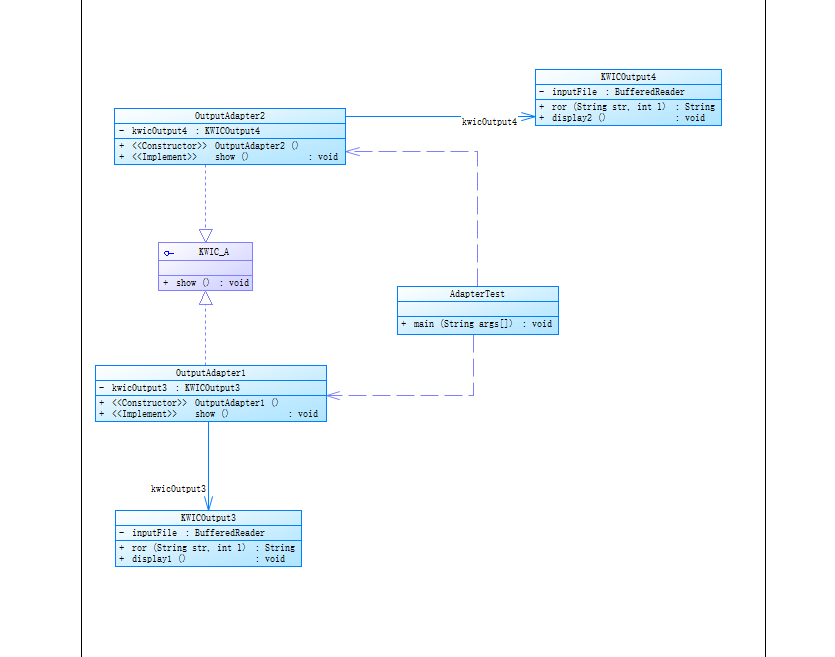 KWICOutput4
- inputFile : BufferedReader
+ ror (String str, int l) : String
+ display2 () : void
OutputAdapter2
- kwicOutput4 : KWICOutput4
+ <<Constructor>> OutputAdapter2 ()
+ <<Implement>> show () : void
kwicOutput4
KWIC_A
+ show () : void
AdapterTest
+ main (String args[]) : void
OutputAdapter1
- kwicOutput3 : KWICOutput3
+ <<Constructor>> OutputAdapter1 ()
+ <<Implement>> show () : void
kwicOutput3
KWICOutput3
- inputFile : BufferedReader
+ ror (String str, int l) : String
+ display1 () : void